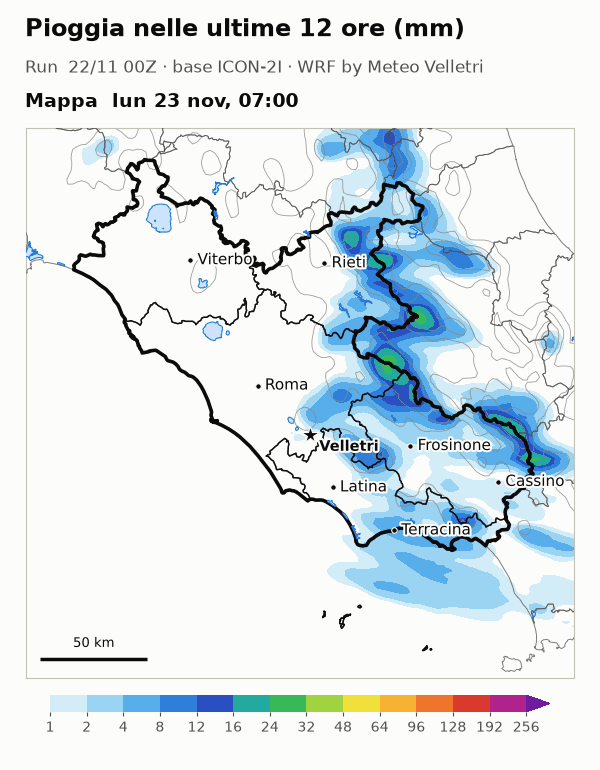 Pioggia nelle ultime 12 ore (mm)
Run  22/11 00Z · base ICON-2I · WRF by Meteo Velletri
Mappa  lun 23 nov, 07:00
Viterbo
Rieti
Roma
Velletri
Frosinone
Latina
Cassino
Terracina
50 km
1 2 4 8 12 16 24 32 48 64 96 128 192 256